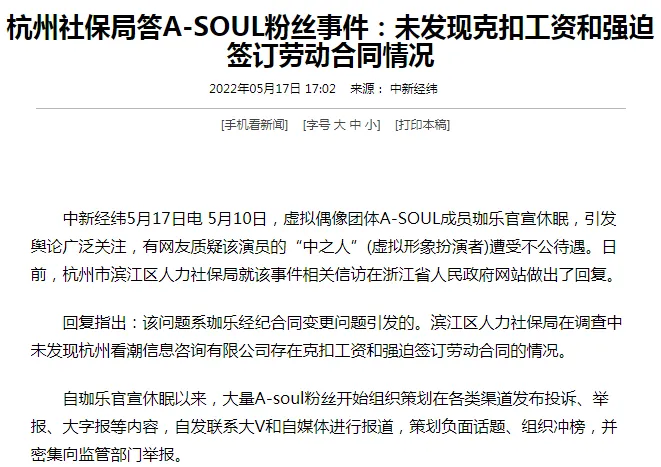 杭州社保局答A-SOUL粉丝事件：未发现克扣工资和强迫
签订劳动合同情况
2022年05月17日 17:02 来源：中新经纬
[手机看新闻] [字号 大 中 小] [打印本稿]
中新经纬5月17日电 5月10日，虚拟偶像团体A-SOUL成员珈乐官宣休眠，引发
舆论广泛关注，有网友质疑该演员的“中之人”(虚拟形象扮演者)遭受不公待遇。日
前，杭州市滨江区人力社保局就该事件相关信访在浙江省人民政府网站做出了回复。
回复指出：该问题系珈乐经纪合同变更问题引发的。滨江区人力社保局在调查中
未发现杭州看潮信息咨询有限公司存在克扣工资和强迫签订劳动合同的情况。
自珈乐官宣休眠以来，大量A-soul粉丝开始组织策划在各类渠道发布投诉、举
报、大字报等内容，自发联系大V和自媒体进行报道，策划负面话题、组织冲榜，并
密集向监管部门举报。